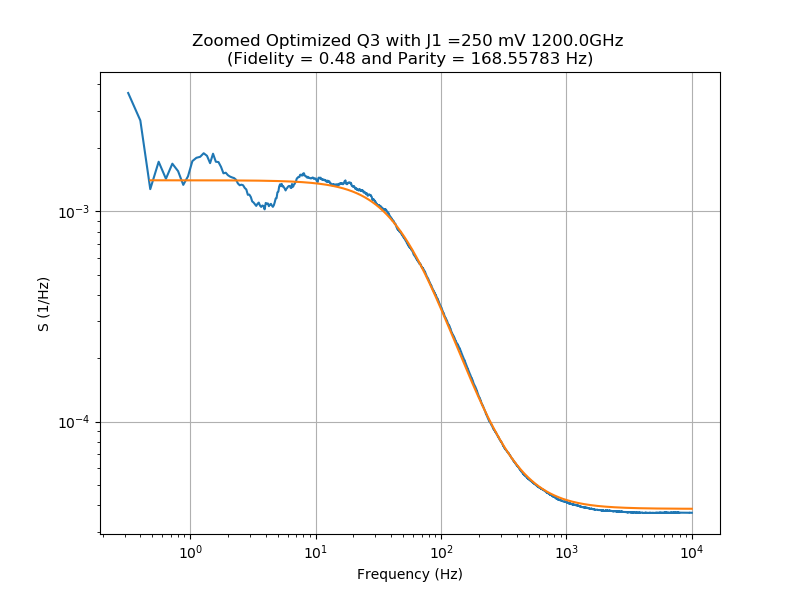 Zoomed Optimized Q3 with J1 =250 mV 1200.0GHz
(Fidelity = 0.48 and Parity = 168.55783 Hz)
S (1/Hz)
10⁻³
10⁻⁴
10⁰ 10¹ 10² 10³ 10⁴
Frequency (Hz)